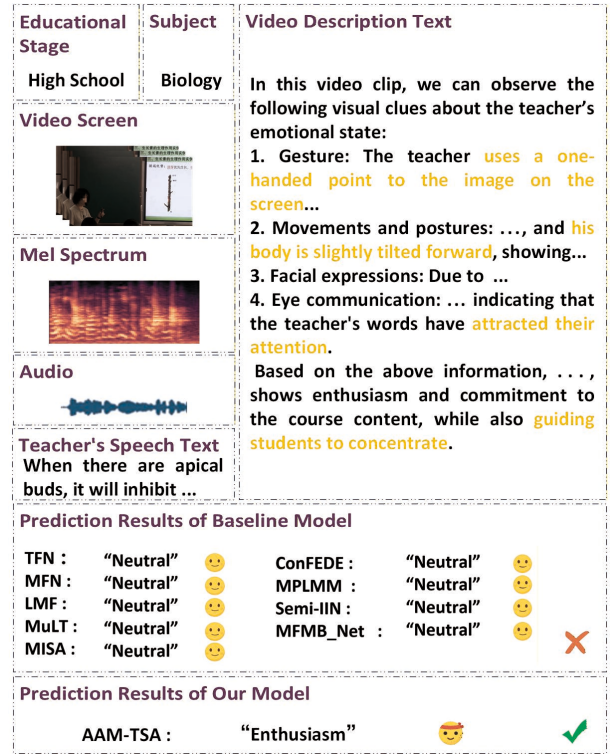 Educational Stage
High School
Subject
Biology
Video Screen
Mel Spectrum
Audio
Teacher's Speech Text
When there are apical
buds, it will inhibit ...
Video Description Text
In this video clip, we can observe the
following visual clues about the teacher's
emotional state:
1. Gesture: The teacher uses a one-
handed point to the image on the
screen...
2. Movements and postures: ..., and his
body is slightly tilted forward, showing...
3. Facial expressions: Due to ...
4. Eye communication: ... indicating that
the teacher's words have attracted their
attention.
Based on the above information, ...,
shows enthusiasm and commitment to
the course content, while also guiding
students to concentrate.
Prediction Results of Baseline Model
TFN : "Neutral"
MFN : "Neutral"
LMF : "Neutral"
MuLT : "Neutral"
MISA : "Neutral"
ConFEDE : "Neutral"
MPLMM : "Neutral"
Semi-IIN : "Neutral"
MFMB_Net : "Neutral"
Prediction Results of Our Model
AAM-TSA : "Enthusiasm"